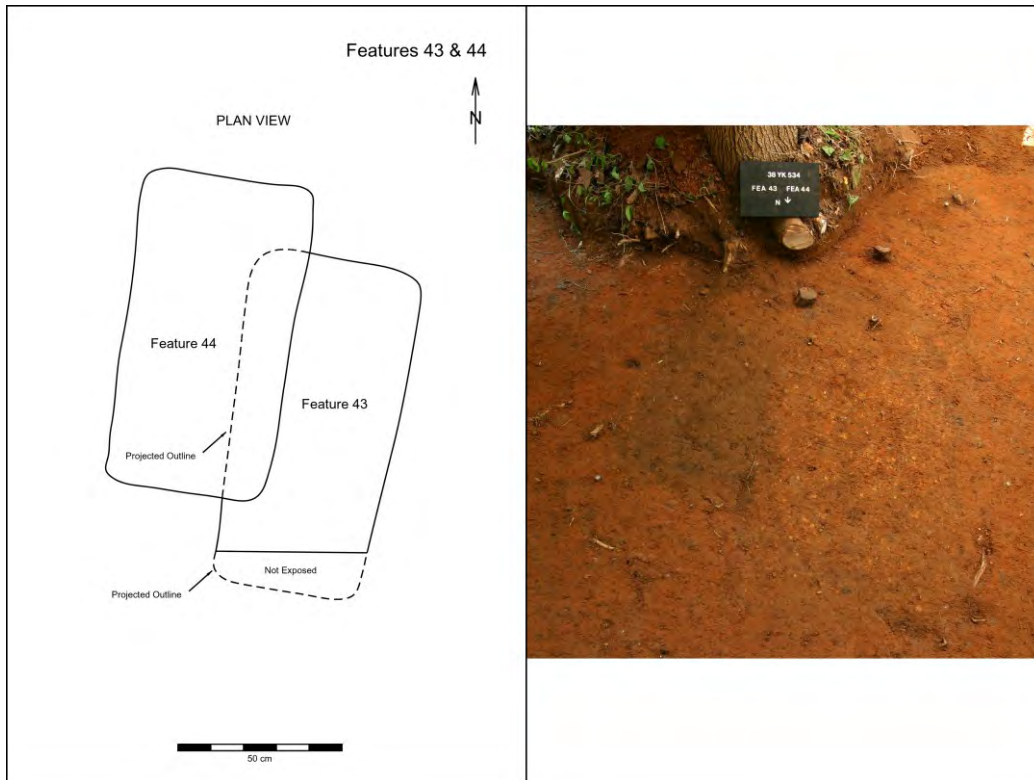 Features 43 & 44
N
PLAN VIEW
Feature 44
Feature 43
Projected Outline
Not Exposed
Projected Outline
50 cm
38 YK 534
FEA 43 FEA 44
N